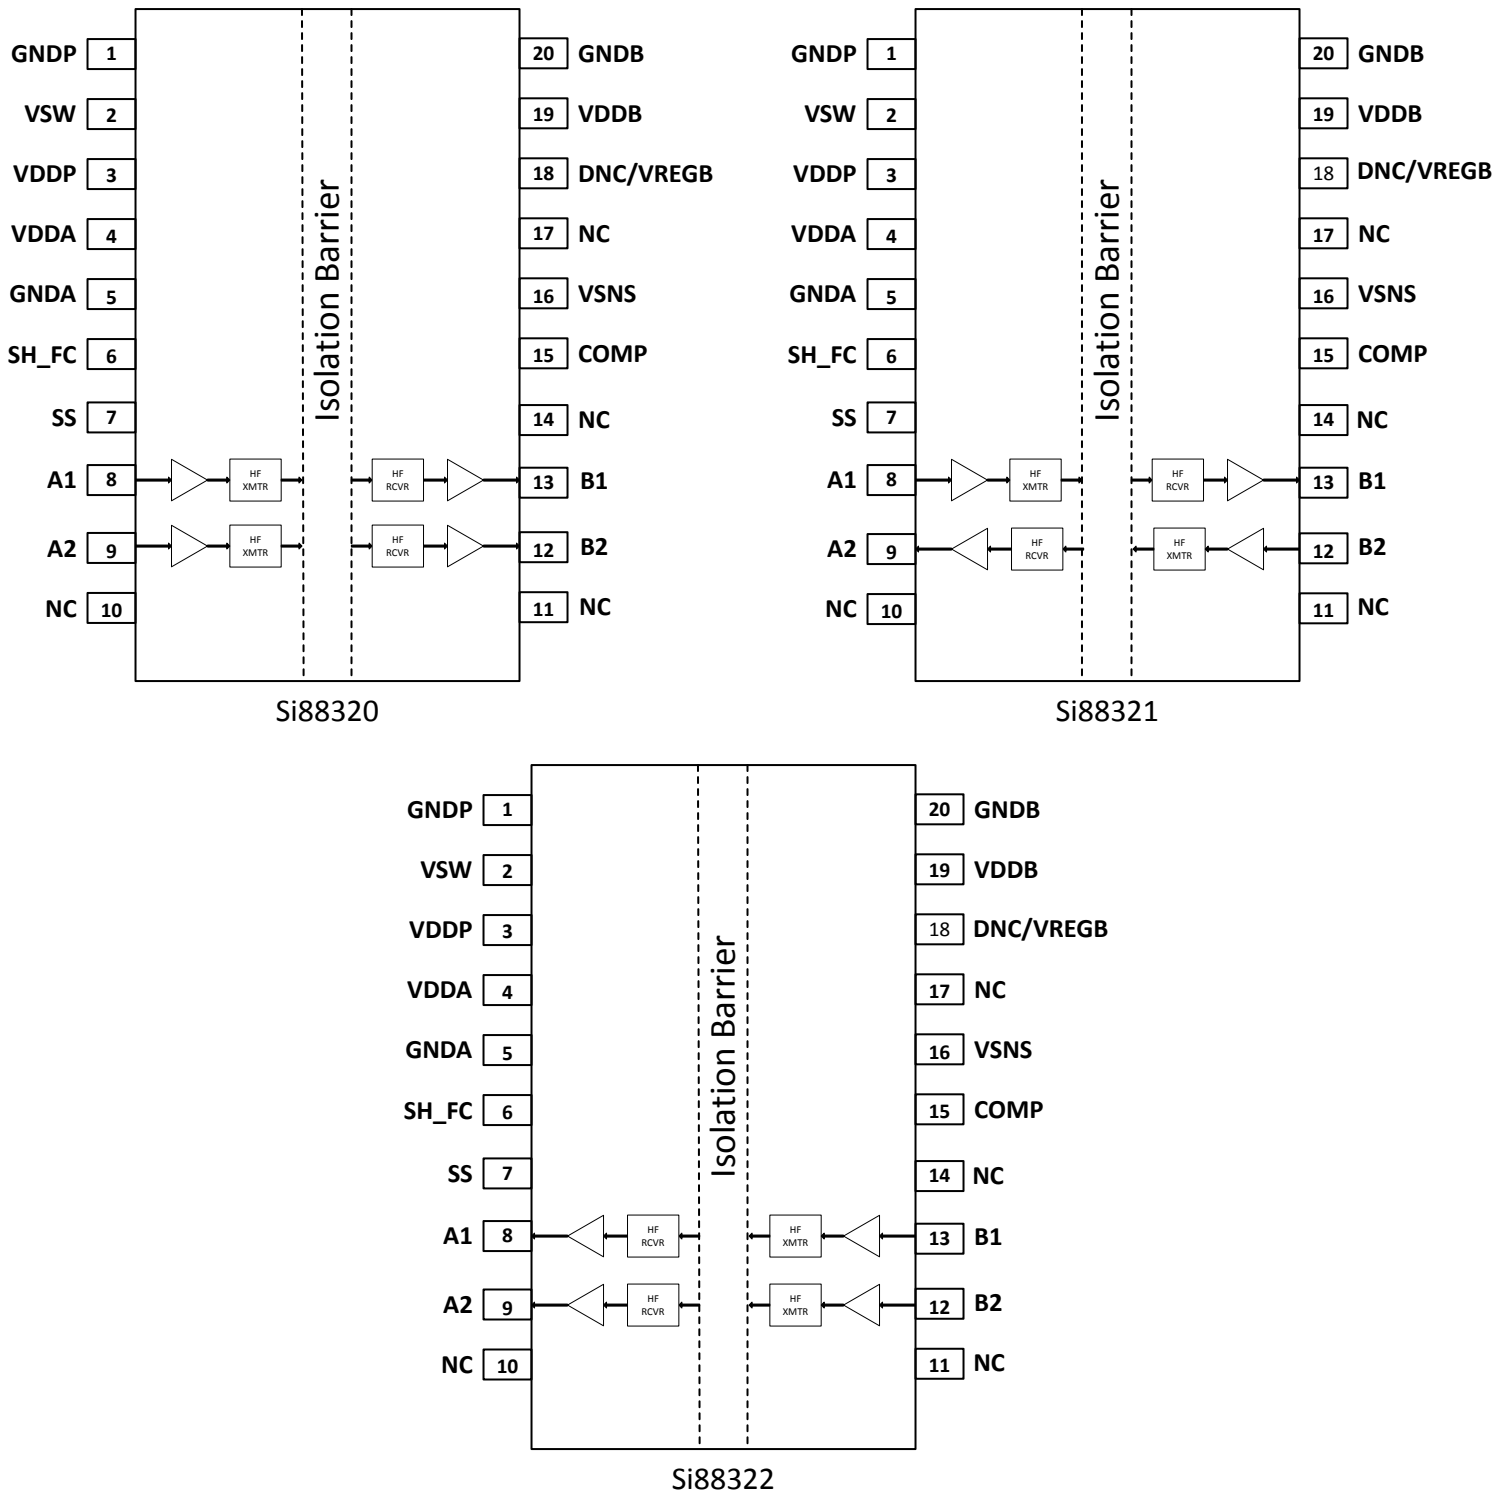 GNDP 1
VSW 2
VDDP 3
VDDA 4
GNDA 5
SH_FC 6
SS 7
A1 8
A2 9
NC 10
HF
XMTR
HF
XMTR
Isolation Barrier
HF
RCVR
HF
RCVR
20 GNDB
19 VDDB
18 DNC/VREGB
17 NC
16 VSNS
15 COMP
14 NC
13 B1
12 B2
11 NC
Si88320
GNDP 1
VSW 2
VDDP 3
VDDA 4
GNDA 5
SH_FC 6
SS 7
A1 8
A2 9
NC 10
HF
XMTR
HF
RCVR
Isolation Barrier
HF
RCVR
HF
XMTR
20 GNDB
19 VDDB
18 DNC/VREGB
17 NC
16 VSNS
15 COMP
14 NC
13 B1
12 B2
11 NC
Si88321
GNDP 1
VSW 2
VDDP 3
VDDA 4
GNDA 5
SH_FC 6
SS 7
A1 8
A2 9
NC 10
HF
RCVR
HF
RCVR
Isolation Barrier
HF
XMTR
HF
XMTR
20 GNDB
19 VDDB
18 DNC/VREGB
17 NC
16 VSNS
15 COMP
14 NC
13 B1
12 B2
11 NC
Si88322